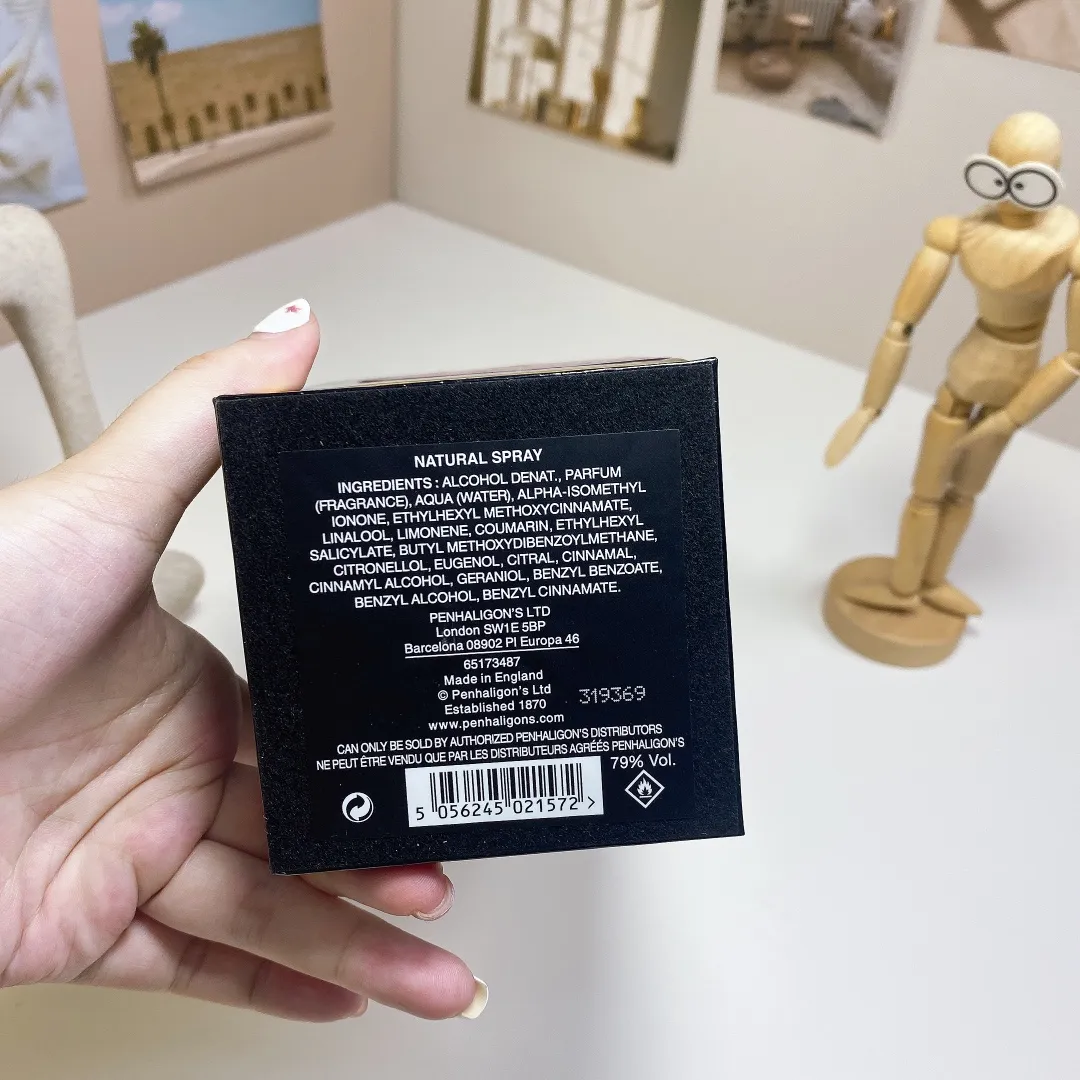 NATURAL SPRAY
INGREDIENTS : ALCOHOL DENAT., PARFUM
(FRAGRANCE), AQUA (WATER), ALPHA-ISOMETHYL
IONONE, ETHYLHEXYL METHOXYCINNAMATE,
LINALOOL, LIMONENE, COUMARIN, ETHYLHEXYL
SALICYLATE, BUTYL METHOXYDIBENZOYLMETHANE,
CITRONELLOL, EUGENOL, CITRAL, CINNAMAL,
CINNAMYL ALCOHOL, GERANIOL, BENZYL BENZOATE,
BENZYL ALCOHOL, BENZYL CINNAMATE.
PENHALIGON'S LTD
London SW1E 5BP
Barcelona 08902 Pl Europa 46
65173487
Made in England
© Penhaligon's Ltd
Established 1870
319369
www.penhaligons.com
CAN ONLY BE SOLD BY AUTHORIZED PENHALIGON'S DISTRIBUTORS
NE PEUT ÊTRE VENDU QUE PAR LES DISTRIBUTEURS AGRÉÉS PENHALIGON'S
79% Vol.
5 056245 021572 >